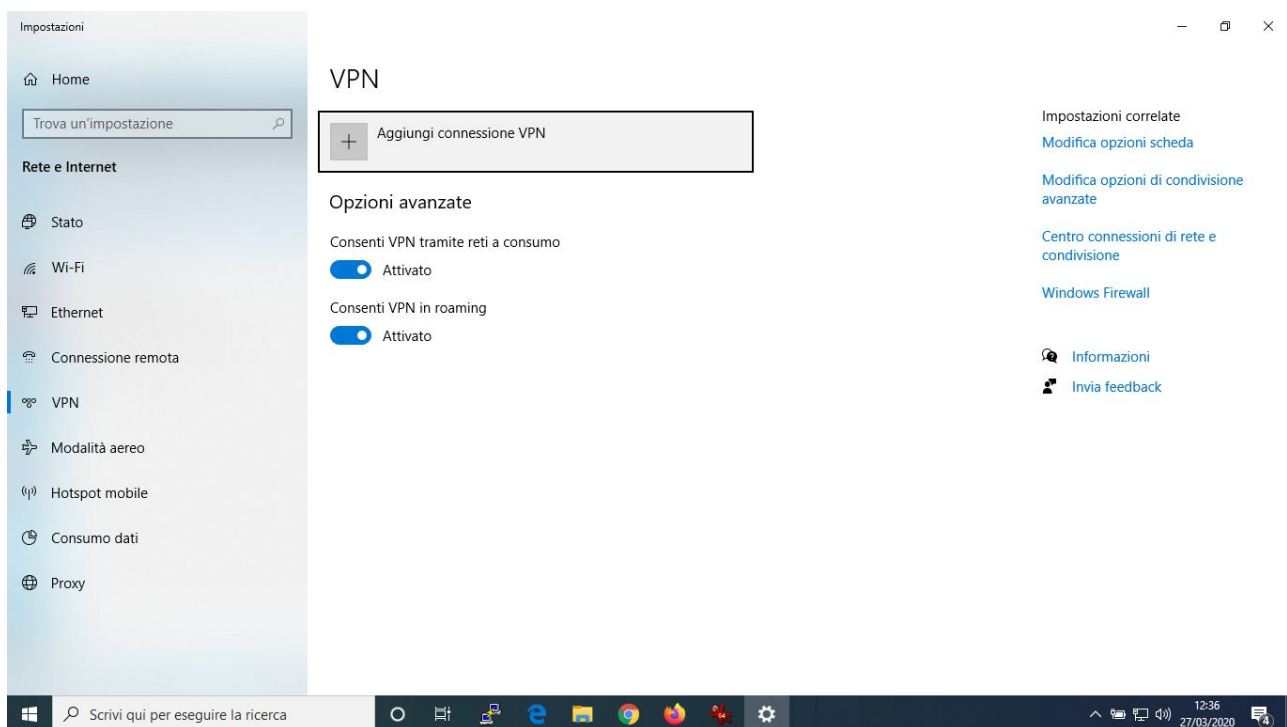 Impostazioni
Home
Trova un'impostazione
Rete e Internet
Stato
Wi-Fi
Ethernet
Connessione remota
VPN
Modalità aereo
Hotspot mobile
Consumo dati
Proxy
VPN
Aggiungi connessione VPN
Opzioni avanzate
Consenti VPN tramite reti a consumo
Attivato
Consenti VPN in roaming
Attivato
Impostazioni correlate
Modifica opzioni scheda
Modifica opzioni di condivisione
avanzate
Centro connessioni di rete e
condivisione
Windows Firewall
Informazioni
Invia feedback
Scrivi qui per eseguire la ricerca
12:36
27/03/2020